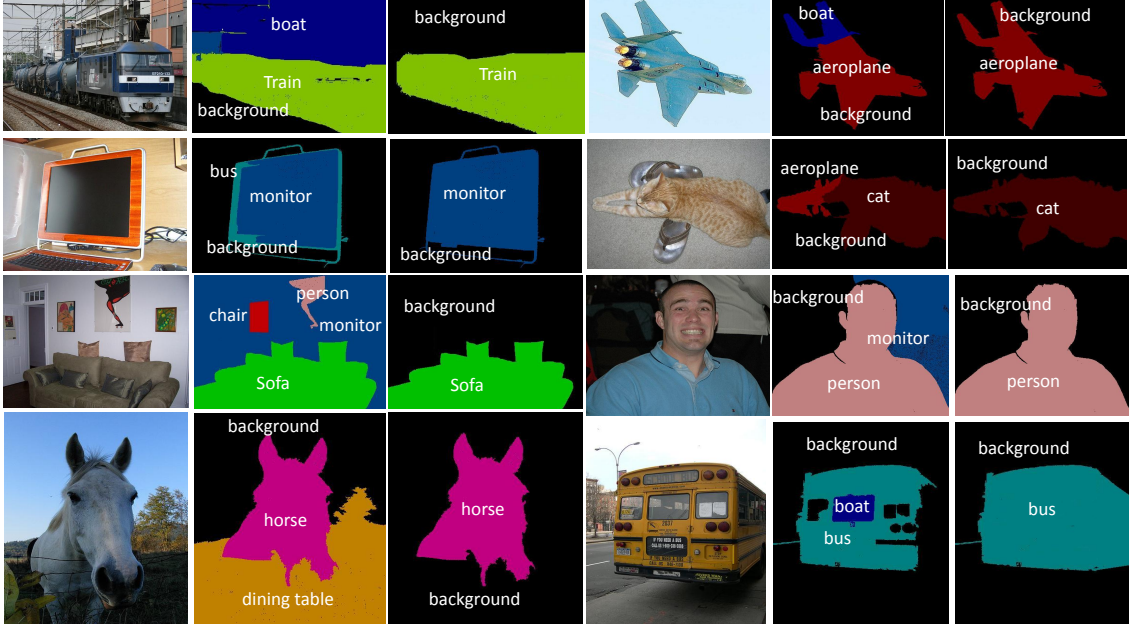 boat
Train
background
background
Train
boat
aeroplane
background
background
aeroplane
bus
monitor
background
monitor
background
aeroplane
cat
background
background
cat
person
chair
monitor
Sofa
background
Sofa
background
monitor
person
background
person
background
horse
dining table
horse
background
background
boat
bus
background
bus